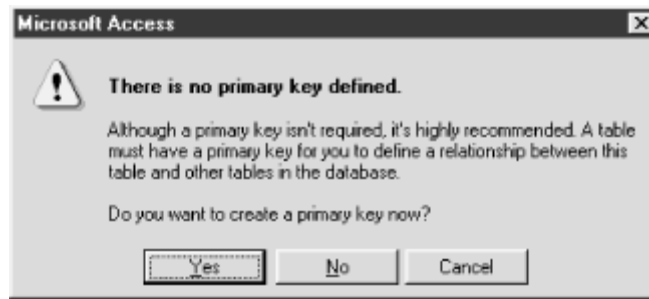 Microsoft Access
There is no primary key defined.
Although a primary key isn't required, it's highly recommended. A table
must have a primary key for you to define a relationship between this
table and other tables in the database.
Do you want to create a primary key now?
Yes No Cancel